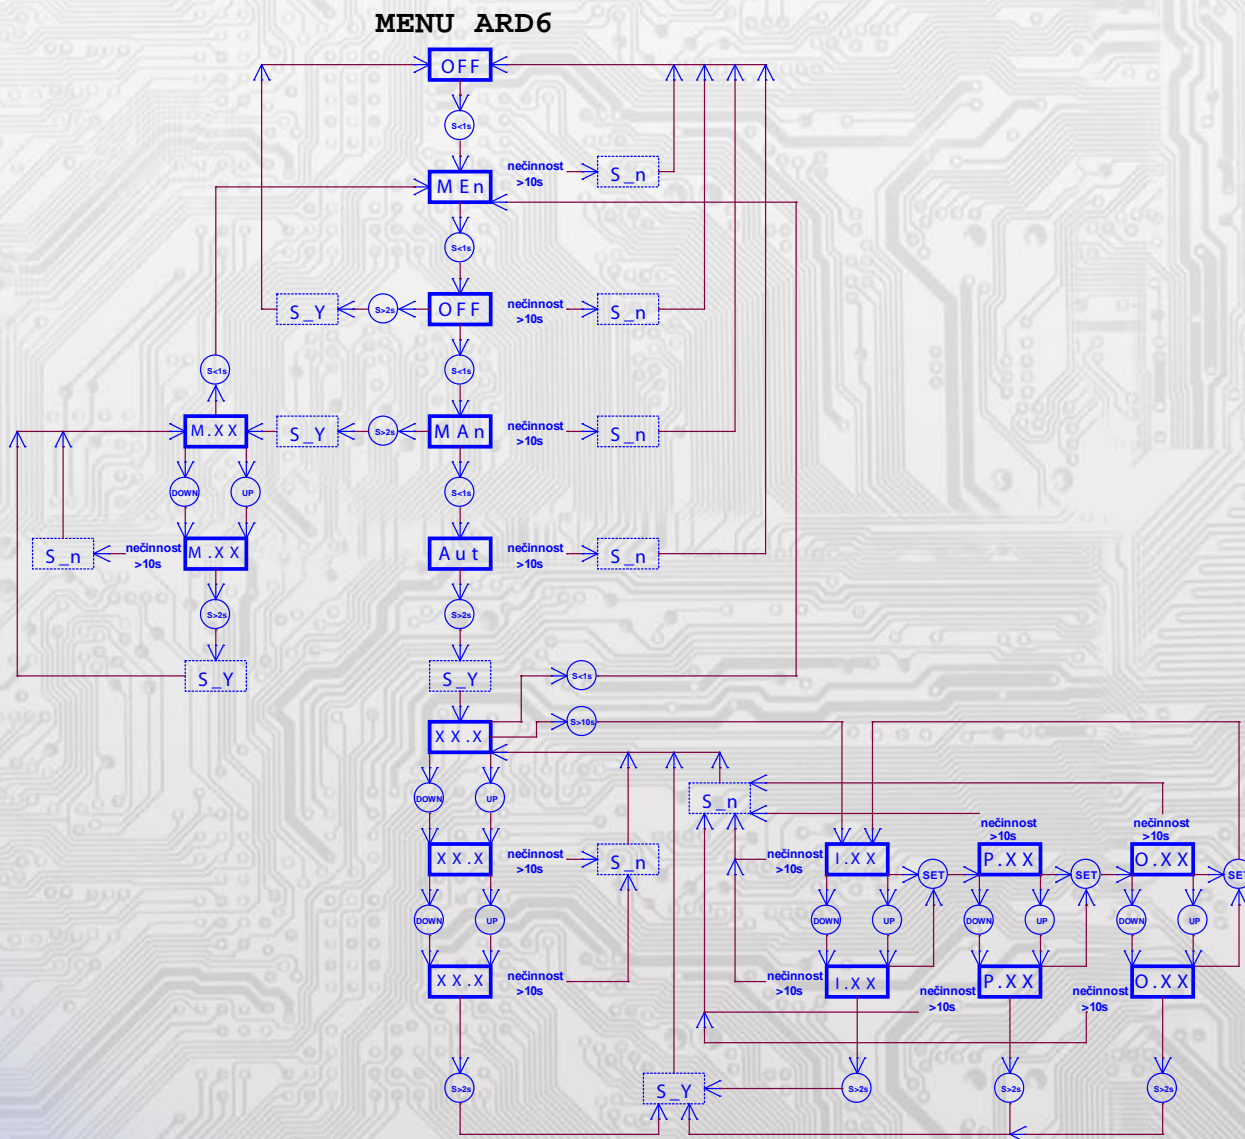 MENU ARD6
OFF
S<1s
MEn
nečinnost
>10s
S_n
S<1s
S_Y
S>2s
OFF
nečinnost
>10s
S_n
S<1s
S<1s
M.XX
S_Y
S>2s
MAn
nečinnost
>10s
S_n
DOWN
UP
S<1s
S_n
nečinnost
>10s
M.XX
Aut
nečinnost
>10s
S_n
S>2s
S>2s
S_Y
S_Y
S<1s
XX.X
S>10s
DOWN
UP
S_n
XX.X
nečinnost
>10s
S_n
nečinnost
>10s
I.XX
SET
nečinnost
>10s
P.XX
SET
nečinnost
>10s
O.XX
SET
DOWN
UP
DOWN
UP
DOWN
UP
DOWN
UP
XX.X
nečinnost
>10s
nečinnost
>10s
I.XX
nečinnost
>10s
P.XX
nečinnost
>10s
O.XX
S>2s
S_Y
S>2s
S>2s
S>2s